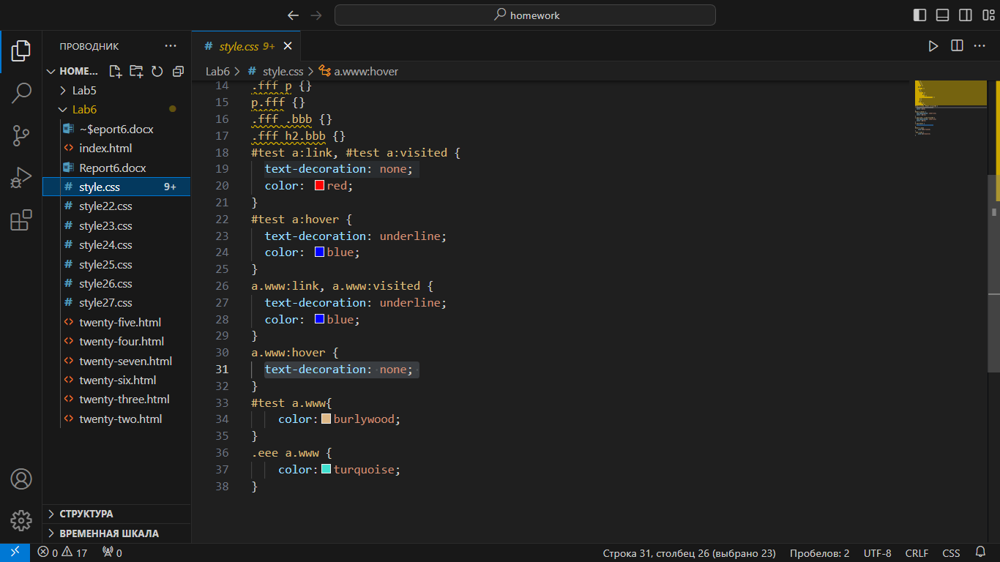 homework
ПРОВОДНИК
HOME...
Lab5
Lab6
~$eport6.docx
index.html
Report6.docx
style.css 9+
style22.css
style23.css
style24.css
style25.css
style26.css
style27.css
twenty-five.html
twenty-four.html
twenty-seven.html
twenty-six.html
twenty-three.html
twenty-two.html
СТРУКТУРА
ВРЕМЕННАЯ ШКАЛА
# style.css 9+
Lab6 > # style.css > a.www:hover
14 .fff p {}
15 p.fff {}
16 .fff .bbb {}
17 .fff h2.bbb {}
18 #test a:link, #test a:visited {
19 text-decoration: none;
20 color: red;
21 }
22 #test a:hover {
23 text-decoration: underline;
24 color: blue;
25 }
26 a.www:link, a.www:visited {
27 text-decoration: underline;
28 color: blue;
29 }
30 a.www:hover {
31 text-decoration: none;
32 }
33 #test a.www{
34 color: burlywood;
35 }
36 .eee a.www {
37 color: turquoise;
38 }
0 17 0 Строка 31, столбец 26 (выбрано 23) Пробелов: 2 UTF-8 CRLF CSS